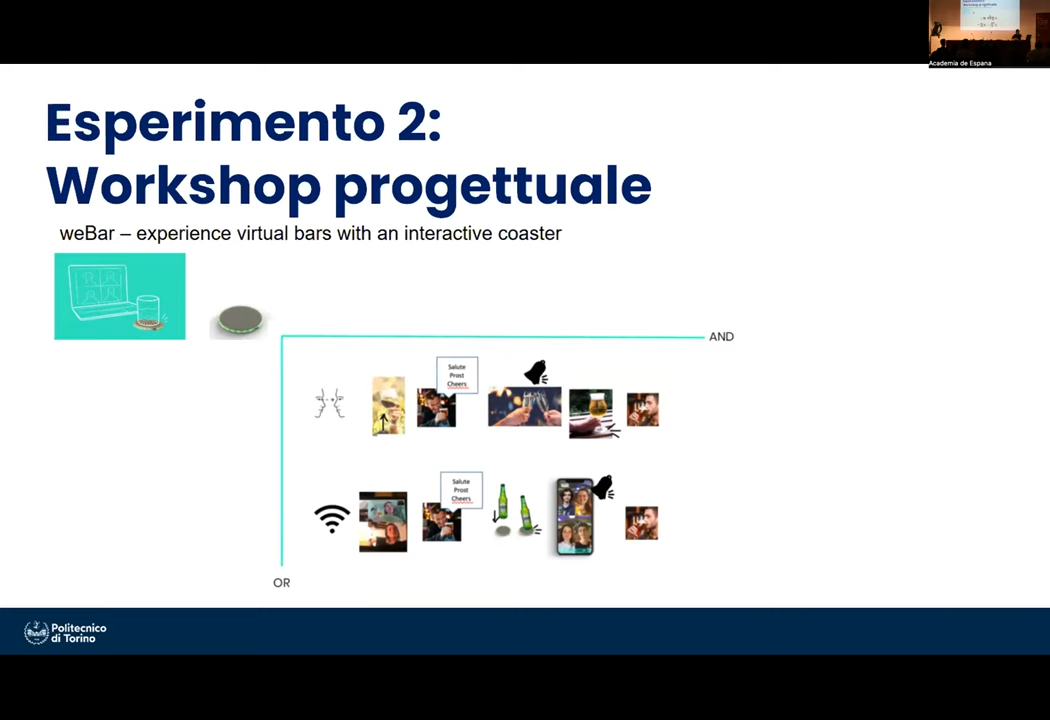 Academia de Espana
Esperimento 2:
Workshop progettuale
weBar – experience virtual bars with an interactive coaster
AND
Salute
Prost
Cheers
Salute
Prost
Cheers
OR
Politecnico
di Torino